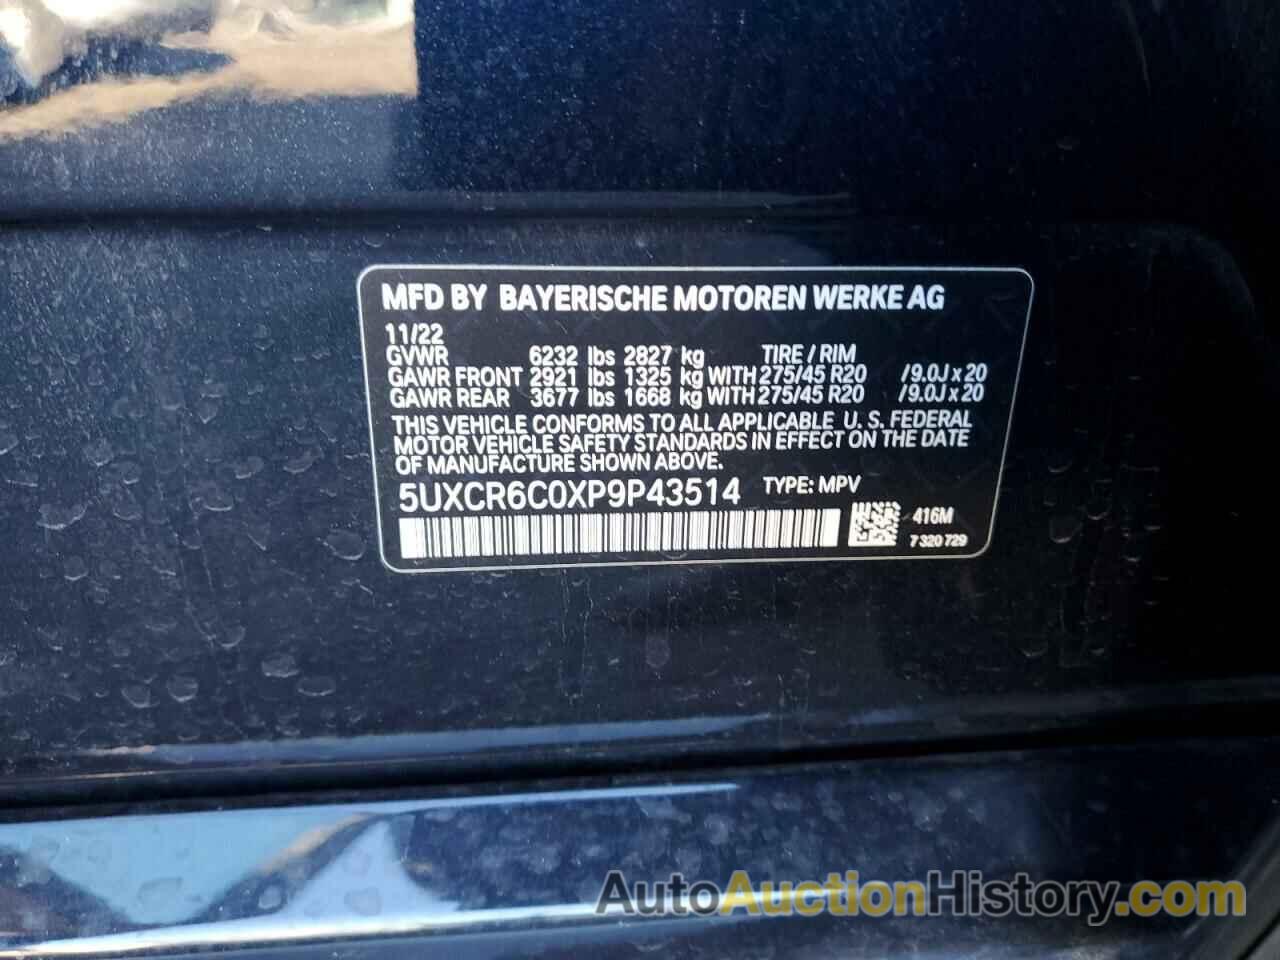 MFD BY BAYERISCHE MOTOREN WERKE AG
11/22
GVWR 6232 lbs 2827 kg TIRE / RIM
GAWR FRONT 2921 lbs 1325 kg WITH 275/45 R20 /9.0J x 20
GAWR REAR 3677 lbs 1668 kg WITH 275/45 R20 /9.0J x 20
THIS VEHICLE CONFORMS TO ALL APPLICABLE U. S. FEDERAL
MOTOR VEHICLE SAFETY STANDARDS IN EFFECT ON THE DATE
OF MANUFACTURE SHOWN ABOVE.
5UXCR6C0XP9P43514 TYPE: MPV
416M
7 320 729
AutoAuctionHistory.com